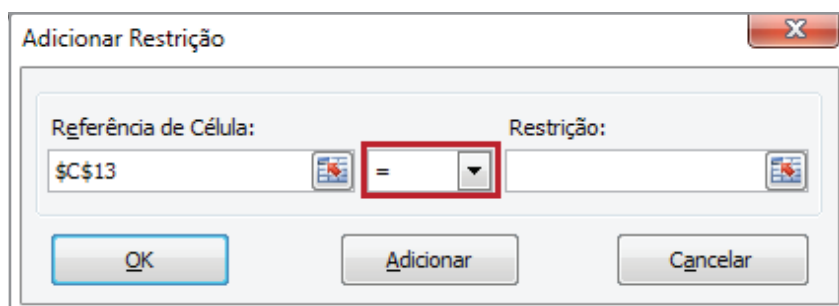 Adicionar Restrição
Referência de Célula: Restrição:
$C$13 =
OK Adicionar Cancelar